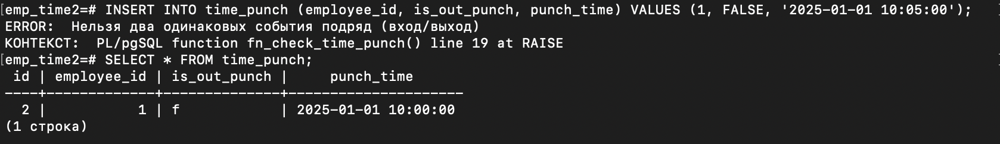 [emp_time2=# INSERT INTO time_punch (employee_id, is_out_punch, punch_time) VALUES (1, FALSE, '2025-01-01 10:05:00');
ERROR:  Нельзя два одинаковых события подряд (вход/выход)
КОНТЕКСТ:  PL/pgSQL function fn_check_time_punch() line 19 at RAISE
[emp_time2=# SELECT * FROM time_punch;
 id | employee_id | is_out_punch |     punch_time
----+-------------+--------------+---------------------
  2 |           1 | f            | 2025-01-01 10:00:00
(1 строка)